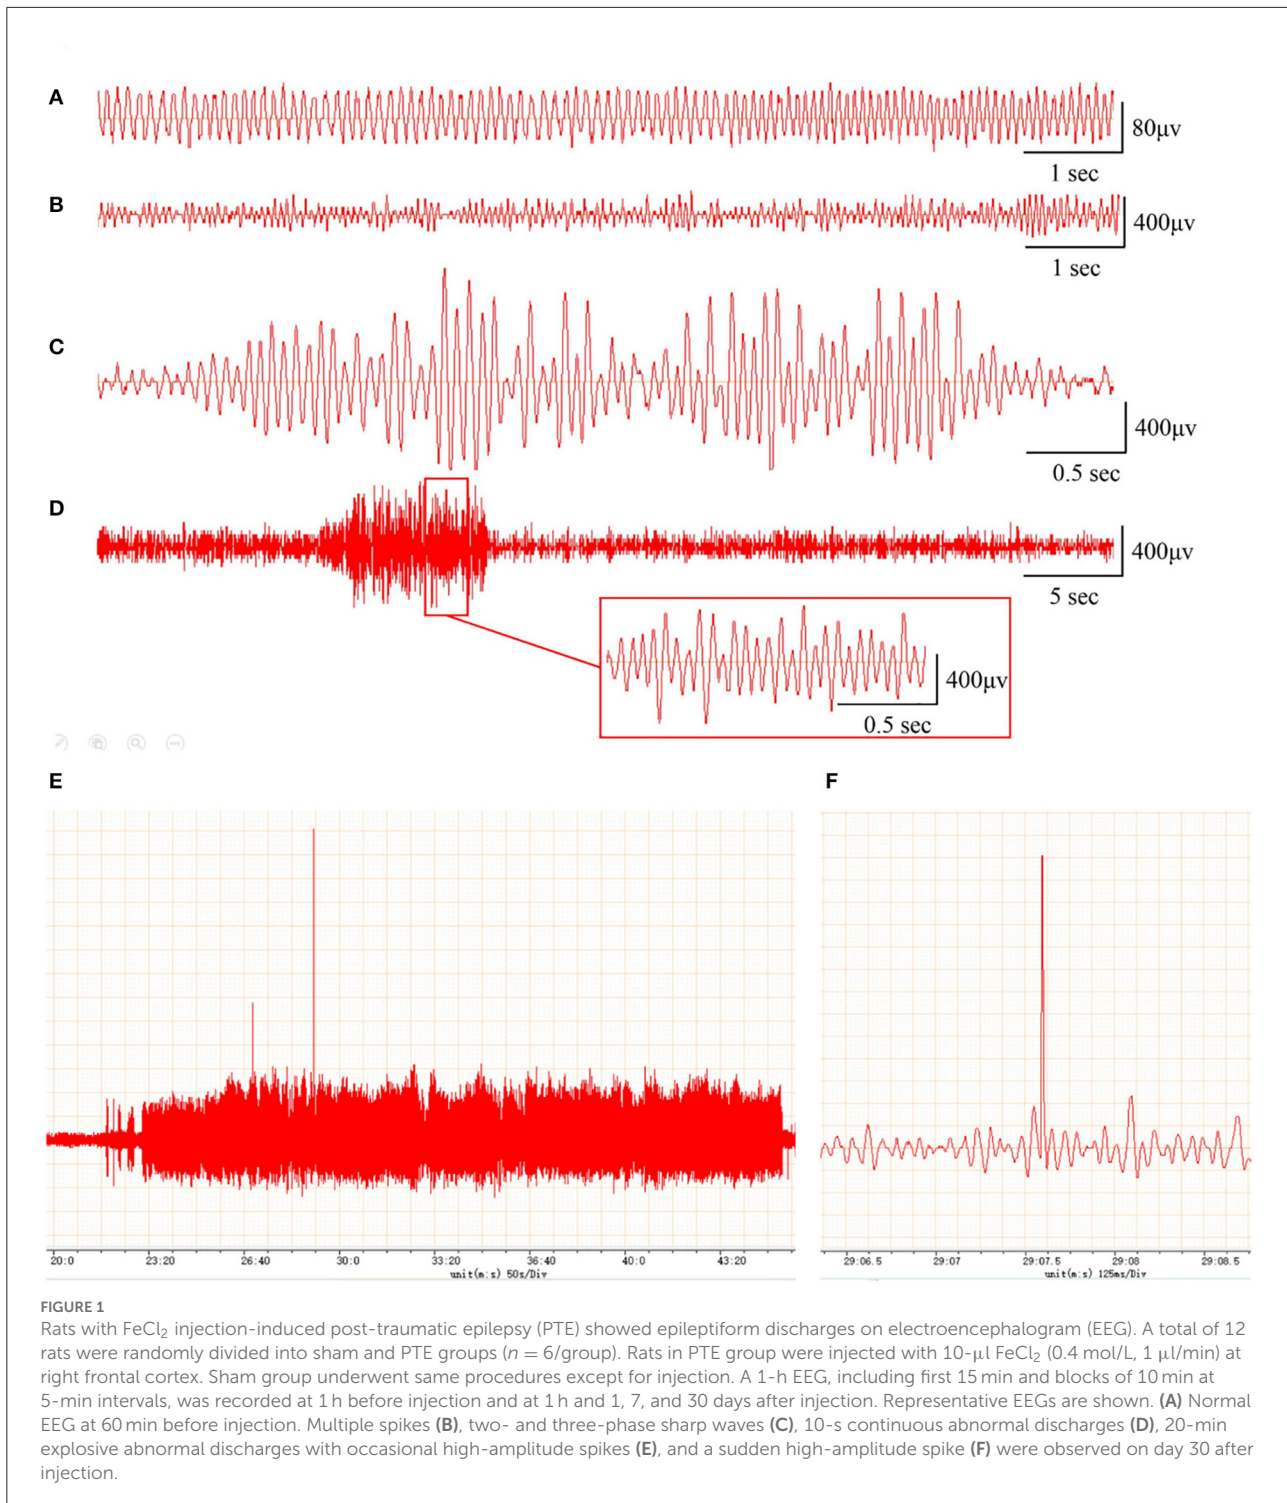 A
80μv
1 sec
B
400μv
1 sec
C
400μv
0.5 sec
D
400μv
5 sec
400μv
0.5 sec
E
F
20:0 23:20 26:40 30:0 33:20 36:40 40:0 43:20
unit(m:s) 50s/Div
29:06.5 29:07 29:07.5 29:08 29:08.5
unit(m:s) 125ms/Div
FIGURE 1
Rats with FeCl₂ injection-induced post-traumatic epilepsy (PTE) showed epileptiform discharges on electroencephalogram (EEG). A total of 12
rats were randomly divided into sham and PTE groups (n = 6/group). Rats in PTE group were injected with 10-μl FeCl₂ (0.4 mol/L, 1 μl/min) at
right frontal cortex. Sham group underwent same procedures except for injection. A 1-h EEG, including first 15 min and blocks of 10 min at
5-min intervals, was recorded at 1 h before injection and at 1 h and 1, 7, and 30 days after injection. Representative EEGs are shown. (A) Normal
EEG at 60 min before injection. Multiple spikes (B), two- and three-phase sharp waves (C), 10-s continuous abnormal discharges (D), 20-min
explosive abnormal discharges with occasional high-amplitude spikes (E), and a sudden high-amplitude spike (F) were observed on day 30 after
injection.